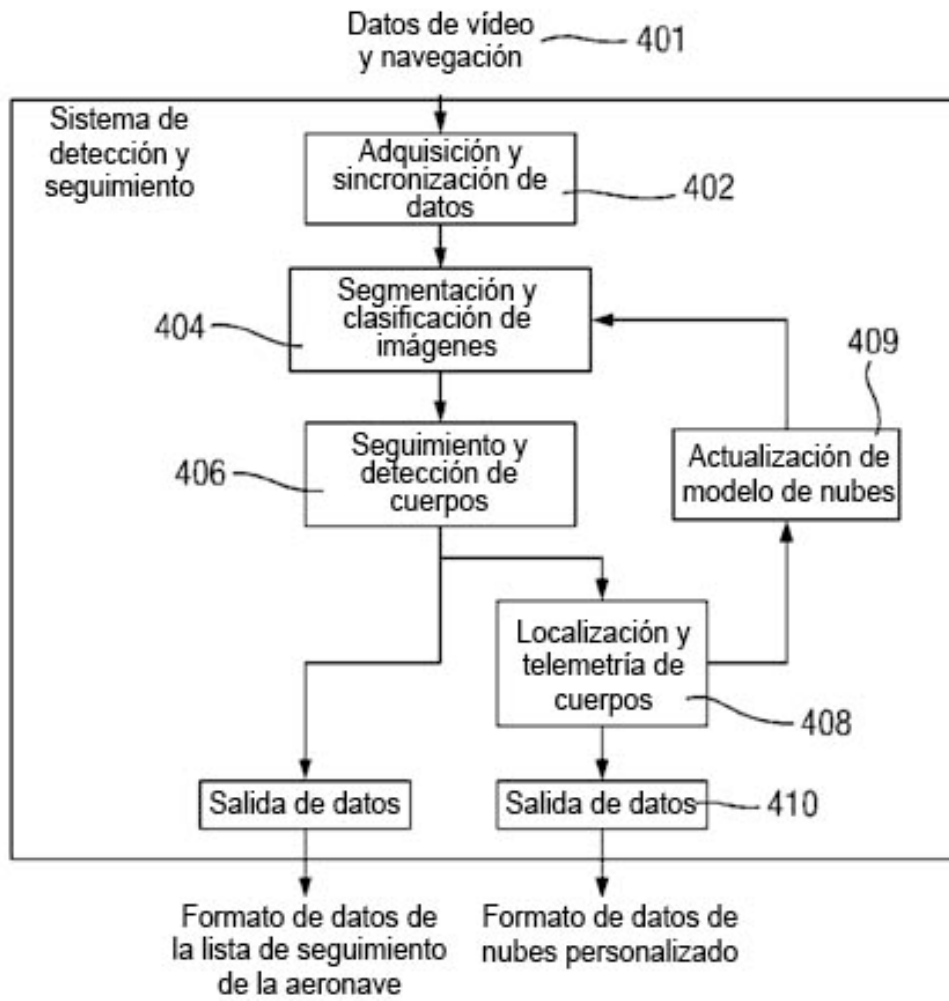 Datos de vídeo
y navegación
401
Sistema de
detección y
seguimiento
Adquisición y
sincronización de
datos
402
Segmentación y
clasificación de
imágenes
404
409
Seguimiento y
detección de
cuerpos
406
Actualización de
modelo de nubes
Localización y
telemetría de
cuerpos
408
Salida de datos
Salida de datos
410
Formato de datos de
la lista de seguimiento
de la aeronave
Formato de datos de
nubes personalizado